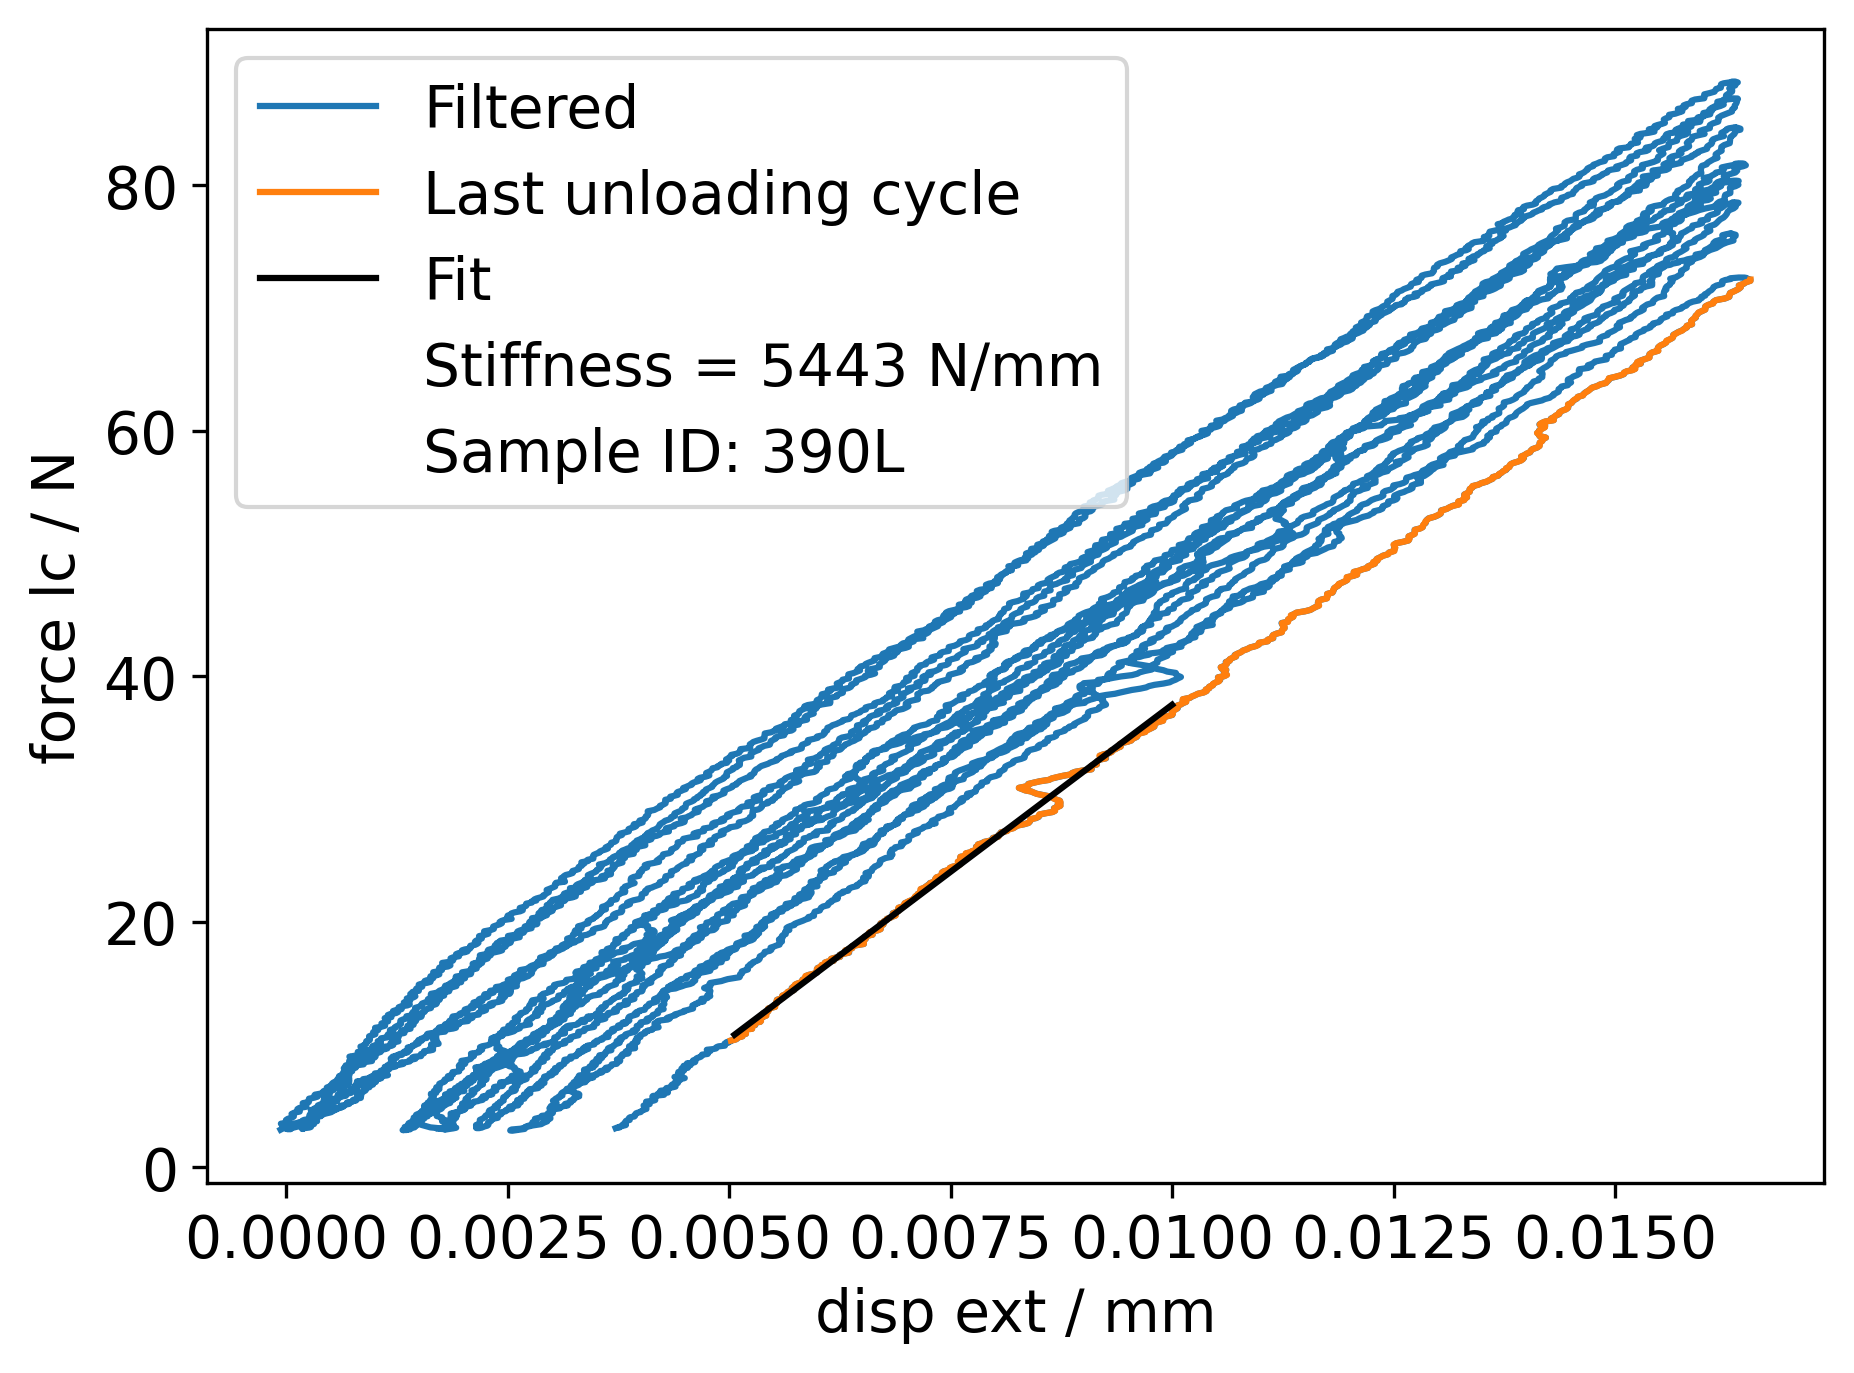 Filtered
Last unloading cycle
Fit
Stiffness = 5443 N/mm
Sample ID: 390L
80
60
40
20
0
force lc / N
0.0000 0.0025 0.0050 0.0075 0.0100 0.0125 0.0150
disp ext / mm